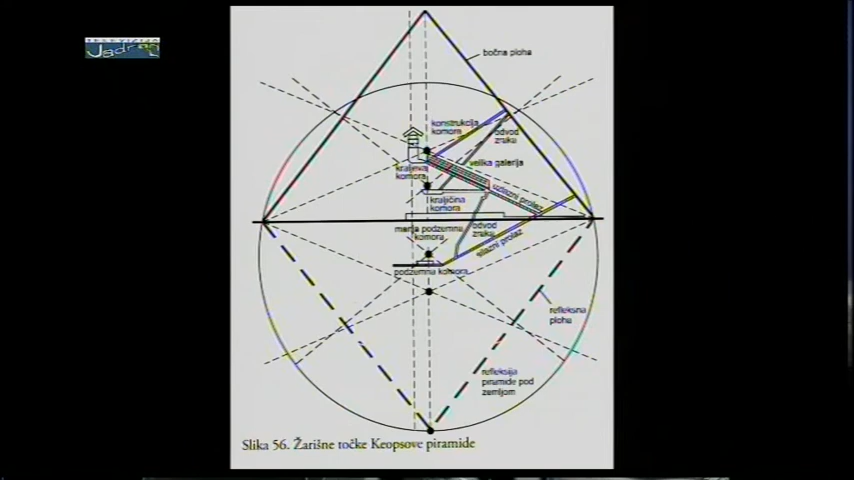 TELEVIZIJA
Jadran
bočna ploha
konstrukcija
komora
odvod
zraka
velika galerija
kraljeva
komora
uzlazni prolaz
kraljičina
komora
manja podzemna
komora
odvod
zraka
silazni prolaz
podzemna komora
refleksna
ploha
refleksija
piramide pod
zemljom
Slika 56. Žarišne točke Keopsove piramide